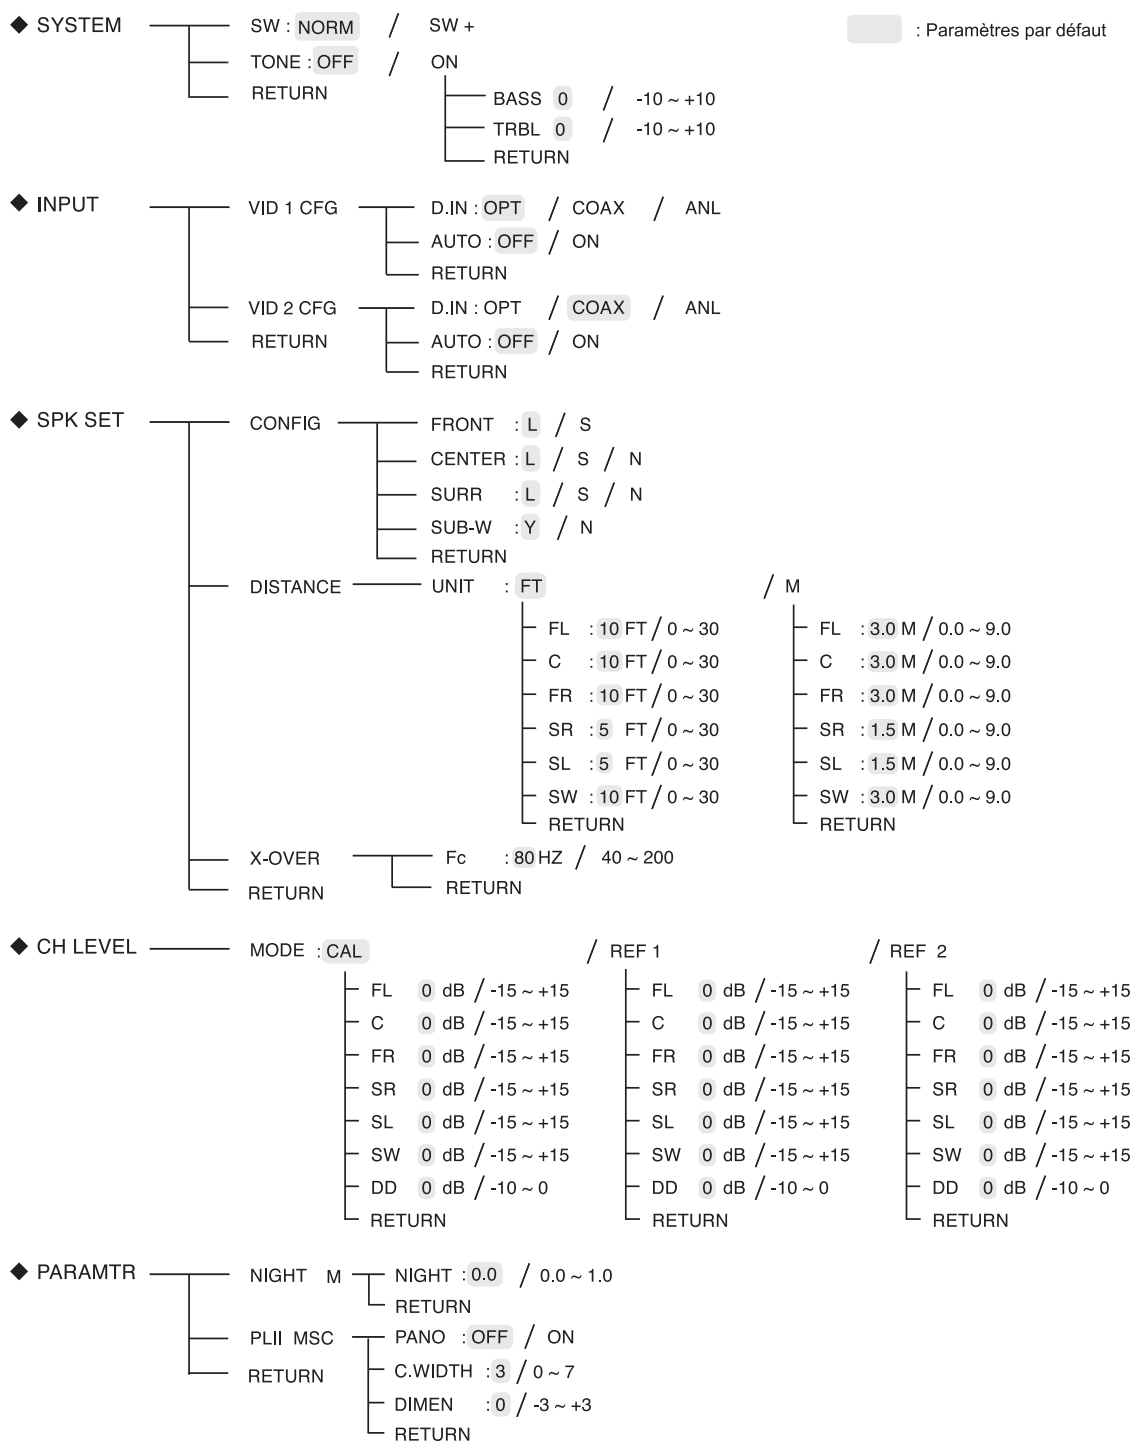 ◆ SYSTEM SW : NORM / SW + : Paramètres par défaut
TONE : OFF / ON
RETURN
BASS 0 / -10 ~ +10
TRBL 0 / -10 ~ +10
RETURN
◆ INPUT VID 1 CFG D.IN : OPT / COAX / ANL
AUTO : OFF / ON
RETURN
VID 2 CFG D.IN : OPT / COAX / ANL
RETURN AUTO : OFF / ON
RETURN
◆ SPK SET CONFIG FRONT : L / S
CENTER : L / S / N
SURR : L / S / N
SUB-W : Y / N
RETURN
DISTANCE UNIT : FT / M
FL : 10 FT / 0 ~ 30 FL : 3.0 M / 0.0 ~ 9.0
C : 10 FT / 0 ~ 30 C : 3.0 M / 0.0 ~ 9.0
FR : 10 FT / 0 ~ 30 FR : 3.0 M / 0.0 ~ 9.0
SR : 5 FT / 0 ~ 30 SR : 1.5 M / 0.0 ~ 9.0
SL : 5 FT / 0 ~ 30 SL : 1.5 M / 0.0 ~ 9.0
SW : 10 FT / 0 ~ 30 SW : 3.0 M / 0.0 ~ 9.0
RETURN RETURN
X-OVER Fc : 80 HZ / 40 ~ 200
RETURN RETURN
◆ CH LEVEL MODE : CAL / REF 1 / REF 2
FL 0 dB / -15 ~ +15 FL 0 dB / -15 ~ +15 FL 0 dB / -15 ~ +15
C 0 dB / -15 ~ +15 C 0 dB / -15 ~ +15 C 0 dB / -15 ~ +15
FR 0 dB / -15 ~ +15 FR 0 dB / -15 ~ +15 FR 0 dB / -15 ~ +15
SR 0 dB / -15 ~ +15 SR 0 dB / -15 ~ +15 SR 0 dB / -15 ~ +15
SL 0 dB / -15 ~ +15 SL 0 dB / -15 ~ +15 SL 0 dB / -15 ~ +15
SW 0 dB / -15 ~ +15 SW 0 dB / -15 ~ +15 SW 0 dB / -15 ~ +15
DD 0 dB / -10 ~ 0 DD 0 dB / -10 ~ 0 DD 0 dB / -10 ~ 0
RETURN RETURN RETURN
◆ PARAMTR NIGHT M NIGHT : 0.0 / 0.0 ~ 1.0
RETURN
PLII MSC PANO : OFF / ON
RETURN C.WIDTH : 3 / 0 ~ 7
DIMEN : 0 / -3 ~ +3
RETURN